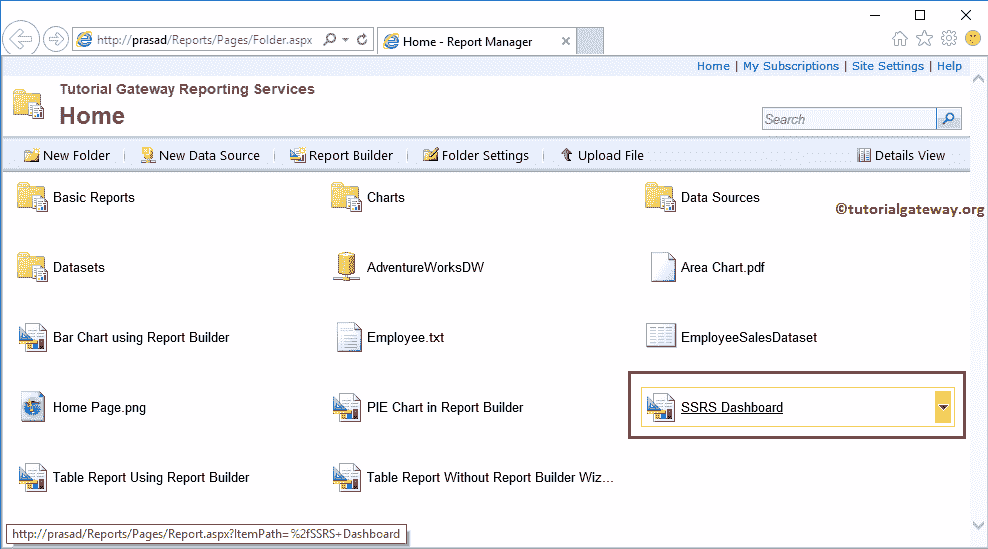 http://prasad/Reports/Pages/Folder.aspx
Home - Report Manager
Home | My Subscriptions | Site Settings | Help
Tutorial Gateway Reporting Services
Home
Search
New Folder
New Data Source
Report Builder
Folder Settings
Upload File
Details View
Basic Reports
Charts
Data Sources
©tutorialgateway.org
Datasets
AdventureWorksDW
Area Chart.pdf
Bar Chart using Report Builder
Employee.txt
EmployeeSalesDataset
Home Page.png
PIE Chart in Report Builder
SSRS Dashboard
Table Report Using Report Builder
Table Report Without Report Builder Wiz...
http://prasad/Reports/Pages/Report.aspx?ItemPath=%2fSSRS+Dashboard